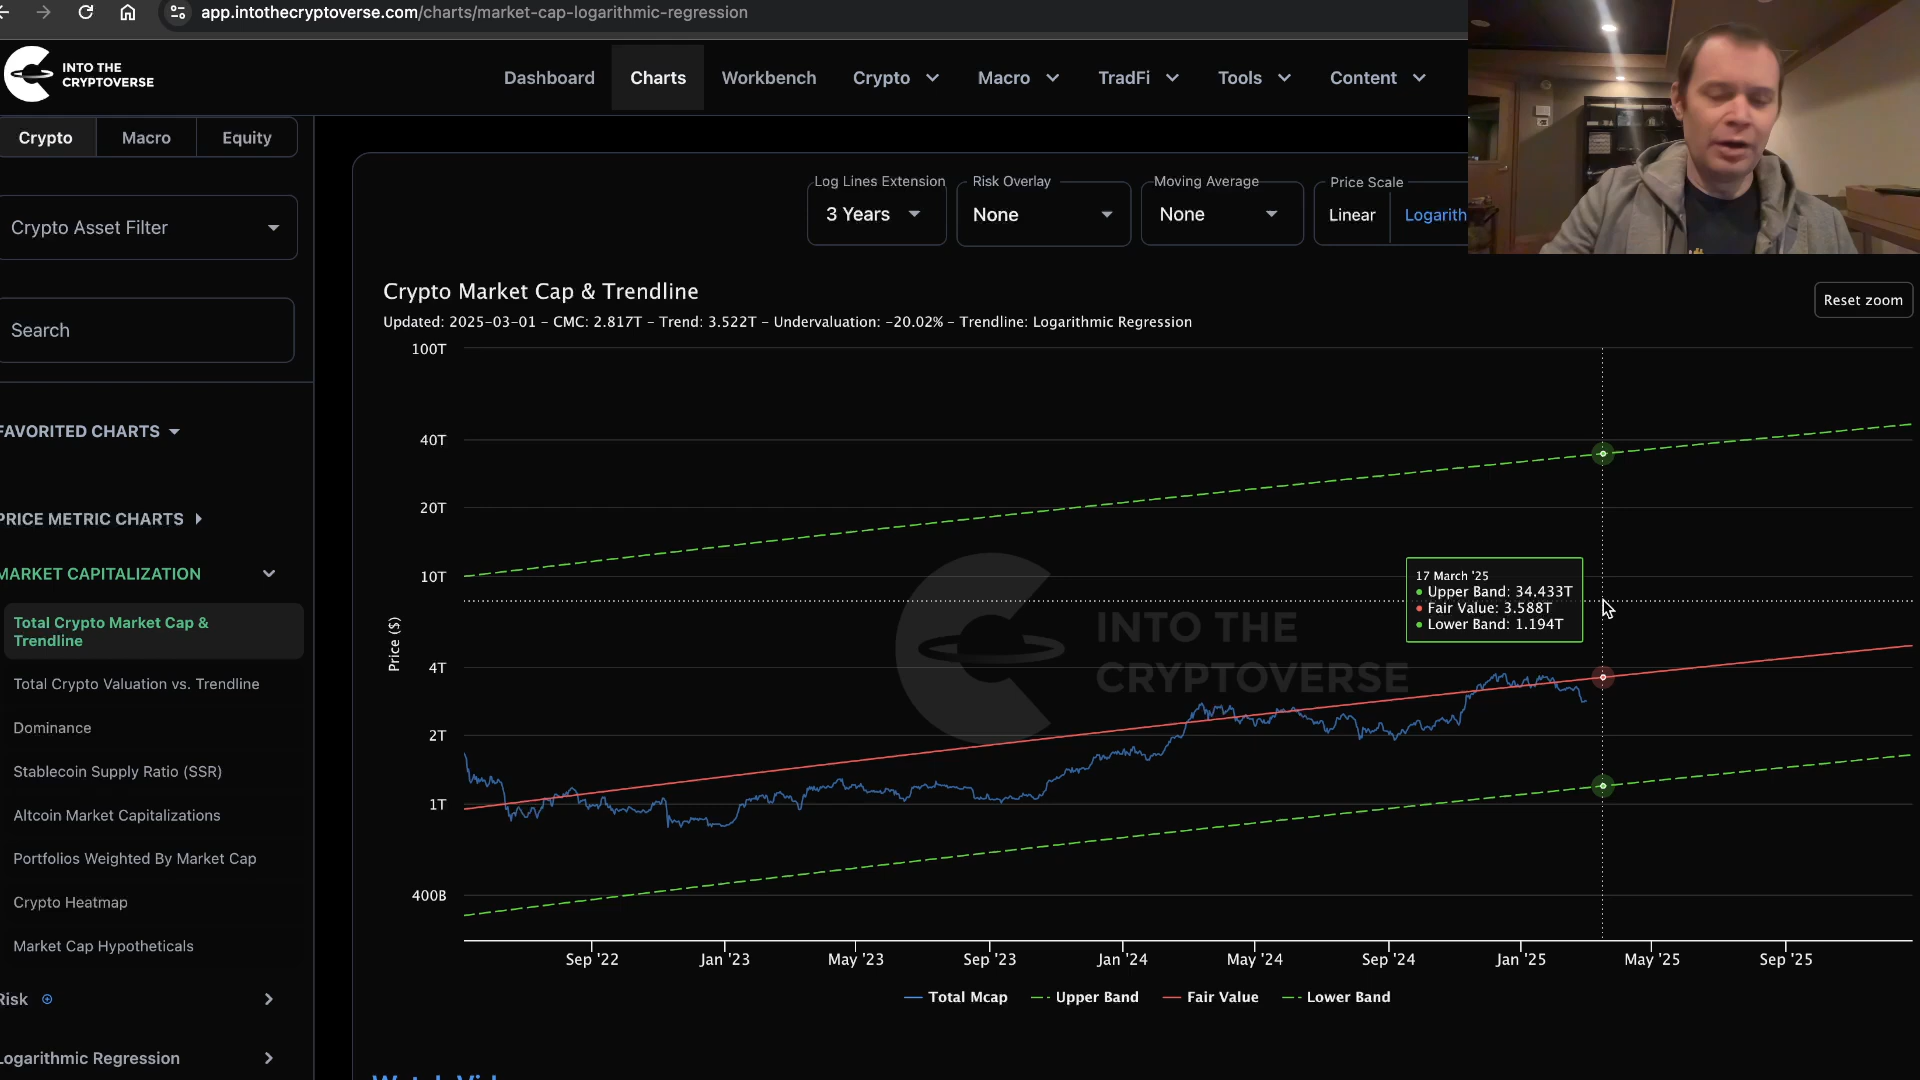 app.intothecryptoverse.com/charts/market-cap-logarithmic-regression
INTO THE
CRYPTOVERSE
Dashboard
Charts
Workbench
Crypto
Macro
TradFi
Tools
Content
Crypto
Macro
Equity
Crypto Asset Filter
Search
FAVORITED CHARTS
PRICE METRIC CHARTS
MARKET CAPITALIZATION
Total Crypto Market Cap &
Trendline
Total Crypto Valuation vs. Trendline
Dominance
Stablecoin Supply Ratio (SSR)
Altcoin Market Capitalizations
Portfolios Weighted By Market Cap
Crypto Heatmap
Market Cap Hypotheticals
Risk
Logarithmic Regression
Log Lines Extension
3 Years
Risk Overlay
None
Moving Average
None
Price Scale
Linear
Logarith
Crypto Market Cap & Trendline
Updated: 2025-03-01 – CMC: 2.817T – Trend: 3.522T – Undervaluation: -20.02% – Trendline: Logarithmic Regression
Reset zoom
100T
40T
20T
10T
4T
2T
1T
400B
Price ($)
INTO THE
CRYPTOVERSE
17 March '25
Upper Band: 34.433T
Fair Value: 3.588T
Lower Band: 1.194T
Sep '22
Jan '23
May '23
Sep '23
Jan '24
May '24
Sep '24
Jan '25
May '25
Sep '25
Total Mcap
Upper Band
Fair Value
Lower Band